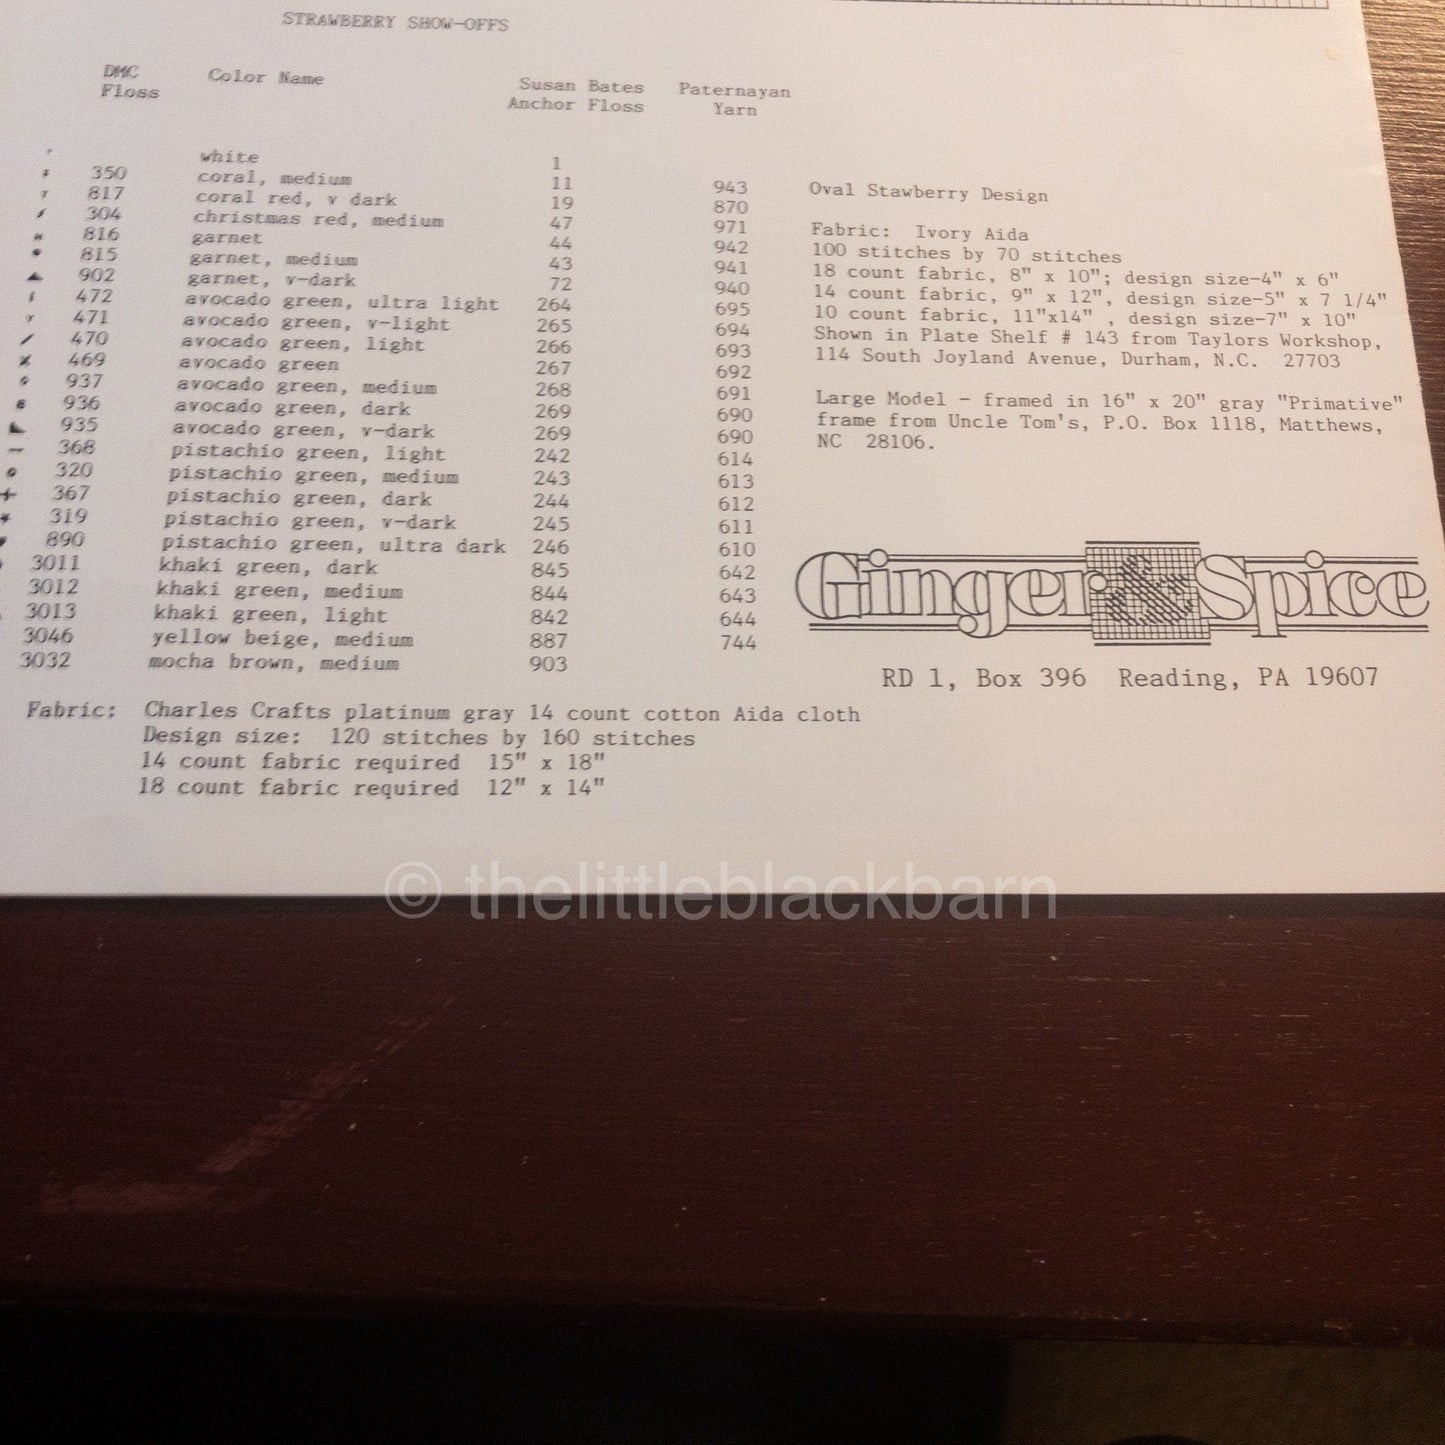 STRAWBERRY SHOW-OFFS
DMC Floss Color Name Susan Bates Anchor Floss Paternayan Yarn
white 1
350 coral, medium 11 943
817 coral red, v dark 19 870
304 christmas red, medium 47 971
816 garnet 44 942
815 garnet, medium 43 941
902 garnet, v-dark 72 940
472 avocado green, ultra light 264 695
471 avocado green, v-light 265 694
470 avocado green, light 266 693
469 avocado green 267 692
937 avocado green, medium 268 691
936 avocado green, dark 269 690
935 avocado green, v-dark 269 690
368 pistachio green, light 242 614
320 pistachio green, medium 243 613
367 pistachio green, dark 244 612
319 pistachio green, v-dark 245 611
890 pistachio green, ultra dark 246 610
3011 khaki green, dark 845 642
3012 khaki green, medium 844 643
3013 khaki green, light 842 644
3046 yellow beige, medium 887 744
3032 mocha brown, medium 903
Fabric: Charles Crafts platinum gray 14 count cotton Aida cloth
Design size: 120 stitches by 160 stitches
14 count fabric required 15" x 18"
18 count fabric required 12" x 14"
Oval Stawberry Design
Fabric: Ivory Aida
100 stitches by 70 stitches
18 count fabric, 8" x 10"; design size-4" x 6"
14 count fabric, 9" x 12", design size-5" x 7 1/4"
10 count fabric, 11"x14" , design size-7" x 10"
Shown in Plate Shelf # 143 from Taylors Workshop,
114 South Joyland Avenue, Durham, N.C. 27703
Large Model - framed in 16" x 20" gray "Primative"
frame from Uncle Tom's, P.O. Box 1118, Matthews,
NC 28106.
Ginger & Spice
RD 1, Box 396 Reading, PA 19607
© thelittleblackbarn